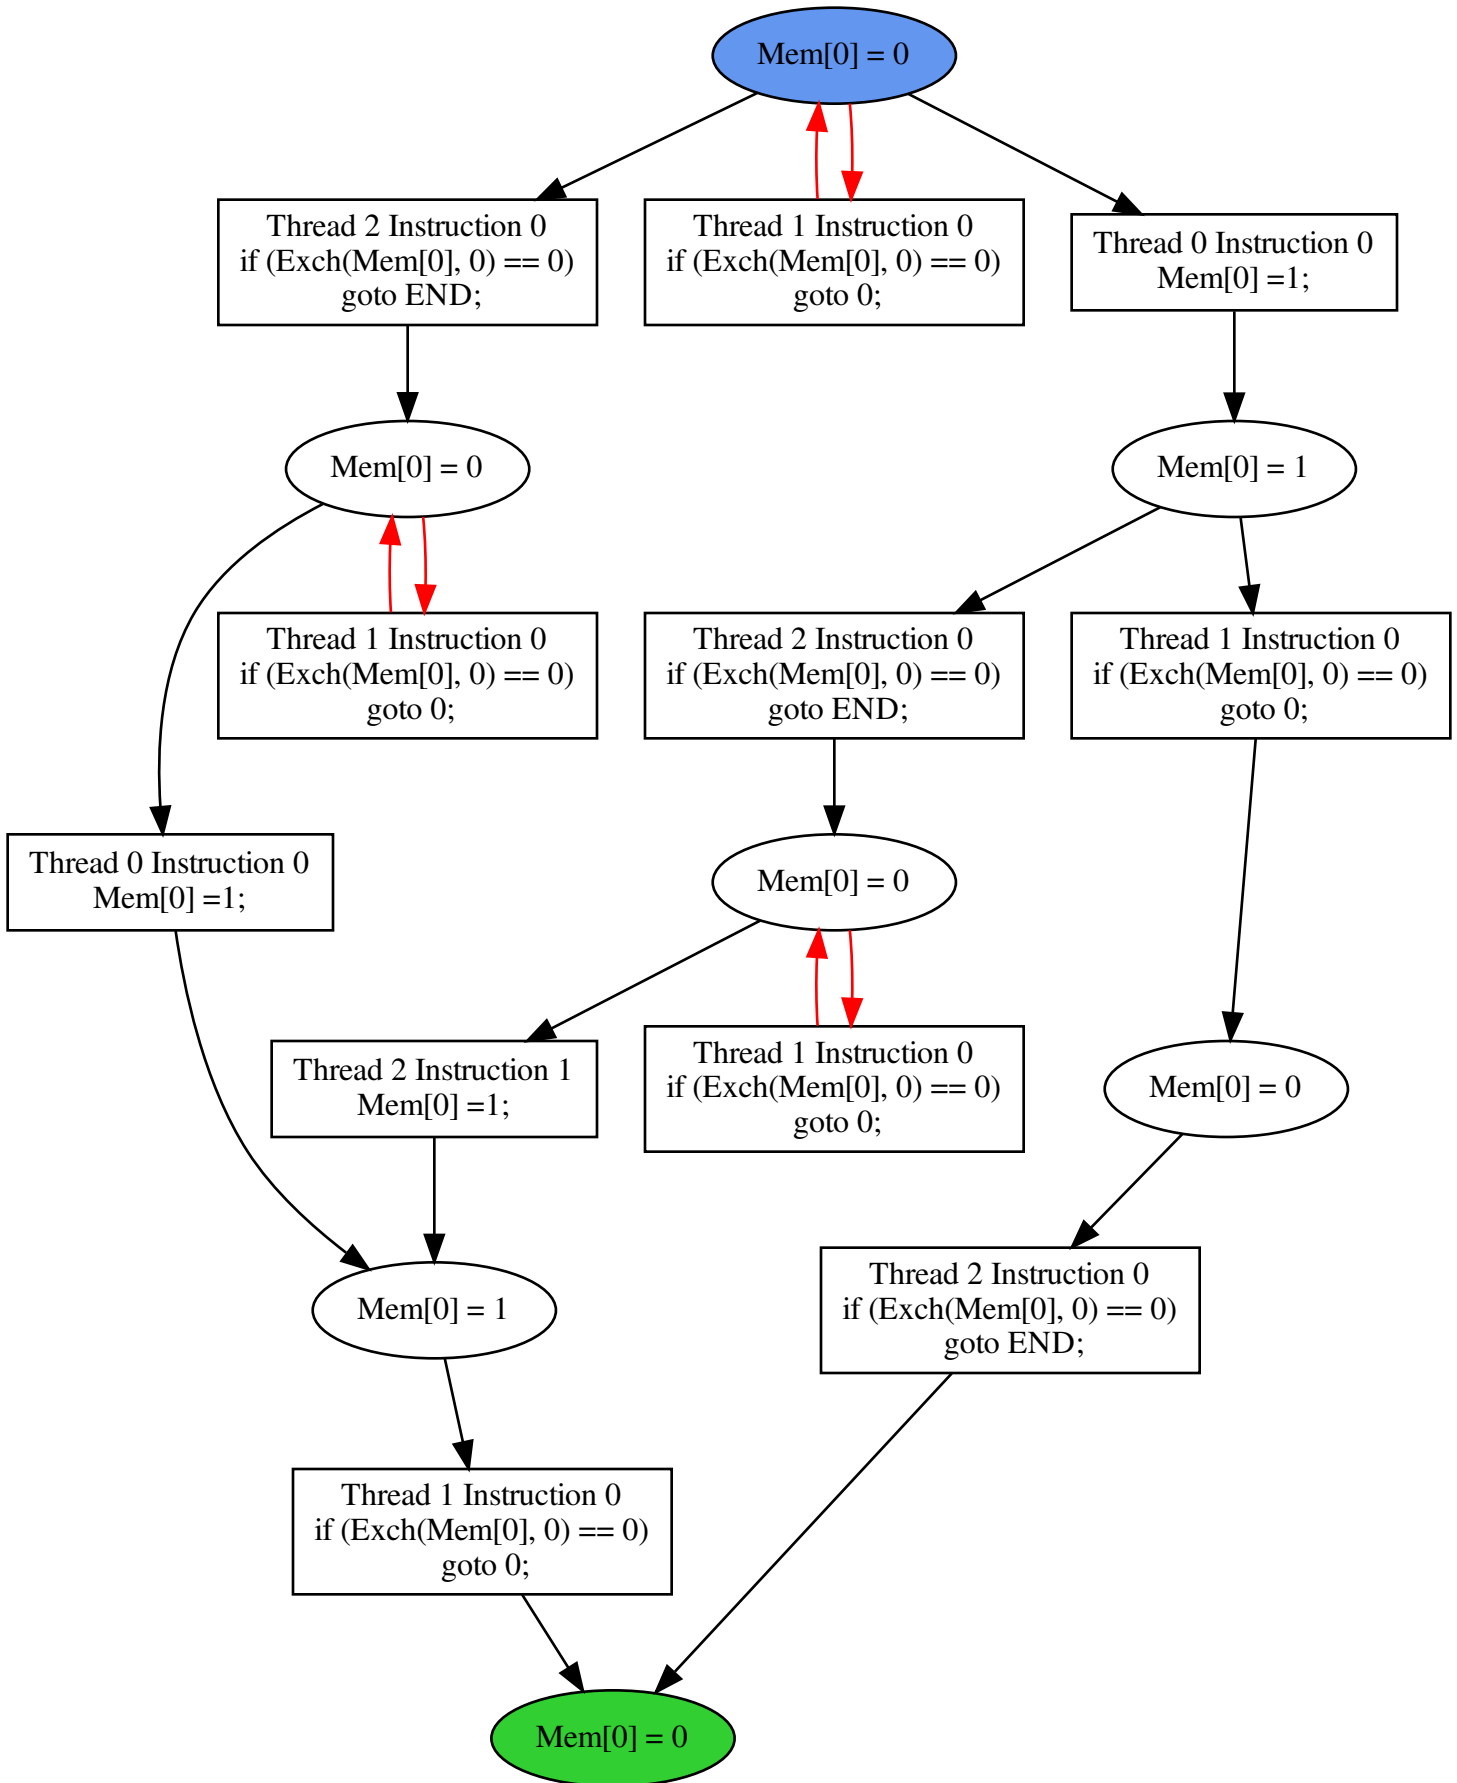 Mem[0] = 0
Thread 2 Instruction 0
if (Exch(Mem[0], 0) == 0)
goto END;
Thread 1 Instruction 0
if (Exch(Mem[0], 0) == 0)
goto 0;
Thread 0 Instruction 0
Mem[0] =1;
Mem[0] = 0
Mem[0] = 1
Thread 1 Instruction 0
if (Exch(Mem[0], 0) == 0)
goto 0;
Thread 2 Instruction 0
if (Exch(Mem[0], 0) == 0)
goto END;
Thread 1 Instruction 0
if (Exch(Mem[0], 0) == 0)
goto 0;
Thread 0 Instruction 0
Mem[0] =1;
Mem[0] = 0
Thread 2 Instruction 1
Mem[0] =1;
Thread 1 Instruction 0
if (Exch(Mem[0], 0) == 0)
goto 0;
Mem[0] = 0
Mem[0] = 1
Thread 2 Instruction 0
if (Exch(Mem[0], 0) == 0)
goto END;
Thread 1 Instruction 0
if (Exch(Mem[0], 0) == 0)
goto 0;
Mem[0] = 0